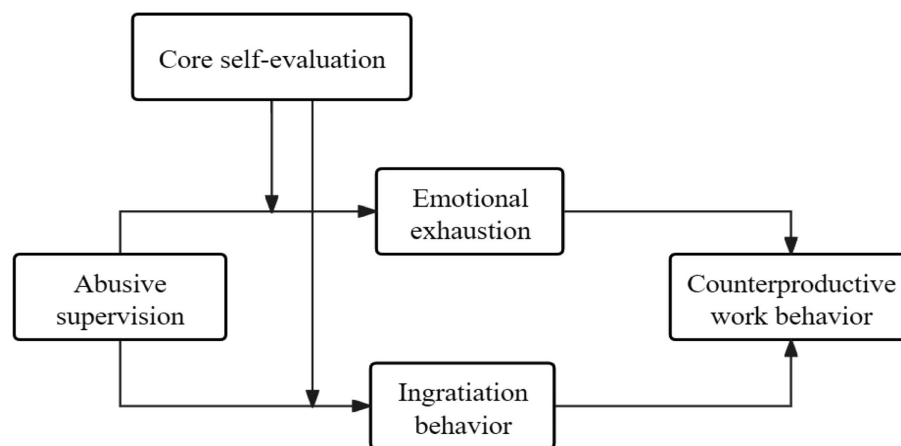 Core self-evaluation
Emotional
exhaustion
Abusive
supervision
Counterproductive
work behavior
Ingratiation
behavior